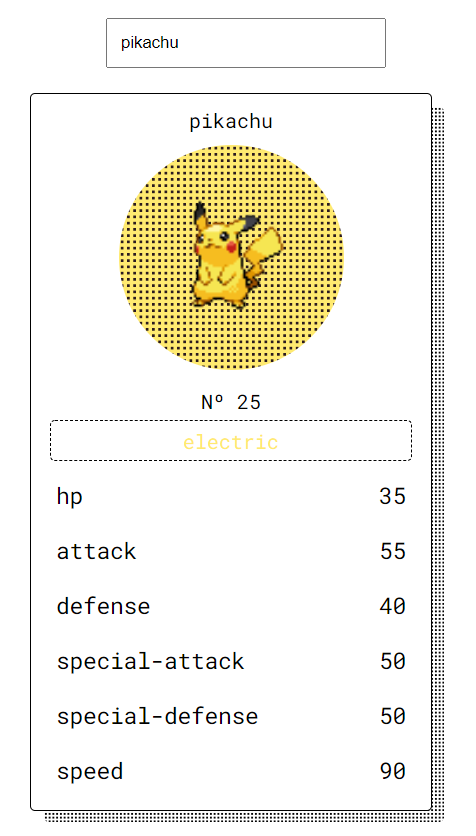 pikachu
pikachu
Nº 25
electric
hp 35
attack 55
defense 40
special-attack 50
special-defense 50
speed 90